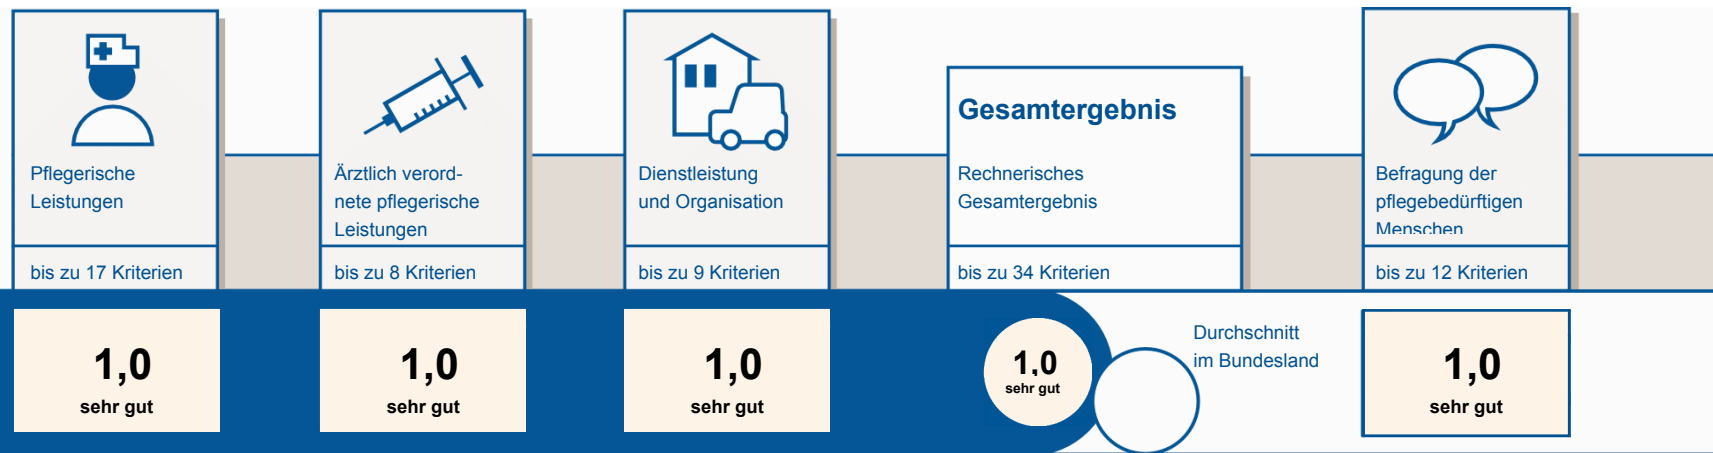 Pflegerische
Leistungen
bis zu 17 Kriterien
1,0
sehr gut
Ärztlich verord-
nete pflegerische
Leistungen
bis zu 8 Kriterien
1,0
sehr gut
Dienstleistung
und Organisation
bis zu 9 Kriterien
1,0
sehr gut
Gesamtergebnis
Rechnerisches
Gesamtergebnis
bis zu 34 Kriterien
1,0
sehr gut
Durchschnitt
im Bundesland
Befragung der
pflegebedürftigen
Menschen
bis zu 12 Kriterien
1,0
sehr gut